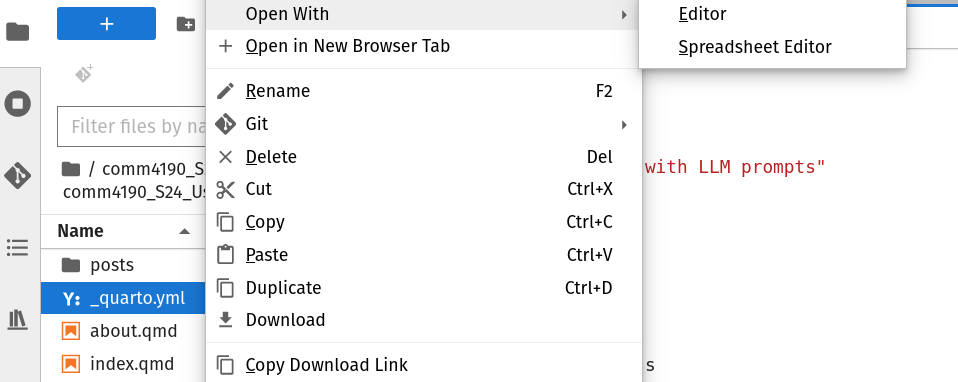 Open With
Editor
Open in New Browser Tab
Spreadsheet Editor
Rename F2
Git
Filter files by na
Delete Del
/ comm4190_S
with LLM prompts"
Cut Ctrl+X
comm4190_S24_Us
Copy Ctrl+C
Name
Paste Ctrl+V
posts
Duplicate Ctrl+D
Y: _quarto.yml
Download
about.qmd
index.qmd
Copy Download Link
s